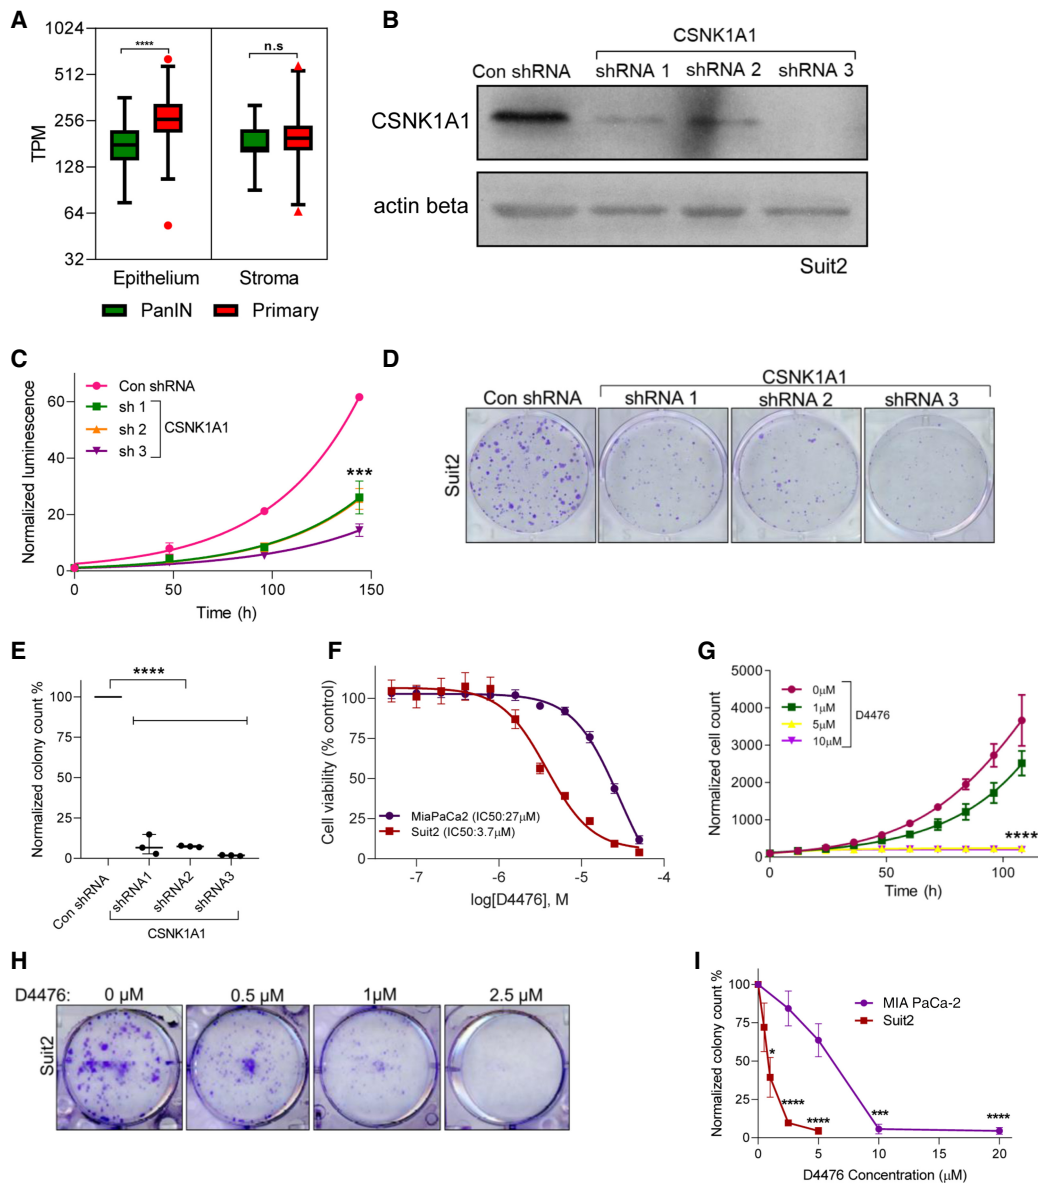 A
1024
512
256
128
64
32
TPM
****
n.s
Epithelium
Stroma
PanIN
Primary
B
CSNK1A1
Con shRNA
shRNA 1
shRNA 2
shRNA 3
CSNK1A1
actin beta
Suit2
C
Normalized luminescence
60
40
20
0
Con shRNA
sh 1
sh 2
sh 3
CSNK1A1
***
0
50
100
150
Time (h)
D
CSNK1A1
Con shRNA
shRNA 1
shRNA 2
shRNA 3
Suit2
E
Normalized colony count %
100
75
50
25
0
****
Con shRNA
shRNA1
shRNA2
shRNA3
CSNK1A1
F
Cell viability (% control)
100
75
50
25
0
MiaPaCa2 (IC50:27μM)
Suit2 (IC50:3.7μM)
-7
-6
-5
-4
log[D4476], M
G
Normalized cell count
5000
4000
3000
2000
1000
0
0μM
1μM
5μM
10μM
D4476
****
0
50
100
Time (h)
H
D4476:
0 μM
0.5 μM
1μM
2.5 μM
Suit2
I
Normalized colony count %
100
75
50
25
0
MIA PaCa-2
Suit2
*
****
****
***
****
0
5
10
15
20
D4476 Concentration (μM)